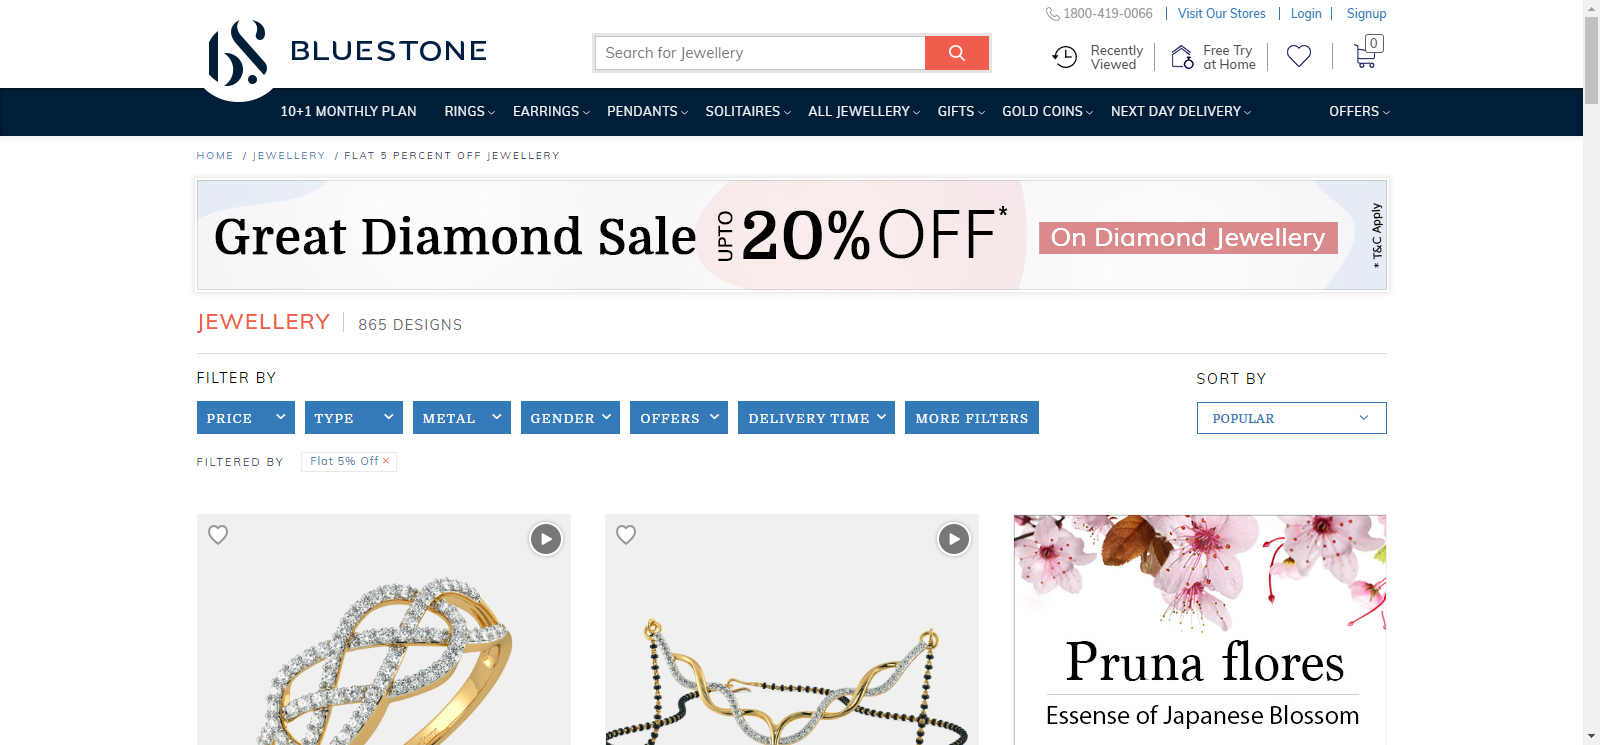 1800-419-0066 | Visit Our Stores | Login | Signup
BLUESTONE
Search for Jewellery
Recently Viewed
Free Try at Home
0
10+1 MONTHLY PLAN RINGS EARRINGS PENDANTS SOLITAIRES ALL JEWELLERY GIFTS GOLD COINS NEXT DAY DELIVERY OFFERS
HOME / JEWELLERY / FLAT 5 PERCENT OFF JEWELLERY
Great Diamond Sale UPTO 20% OFF* On Diamond Jewellery * T&C Apply
JEWELLERY | 865 DESIGNS
FILTER BY
SORT BY
PRICE TYPE METAL GENDER OFFERS DELIVERY TIME MORE FILTERS
POPULAR
FILTERED BY Flat 5% Off ×
Pruna flores
Essense of Japanese Blossom